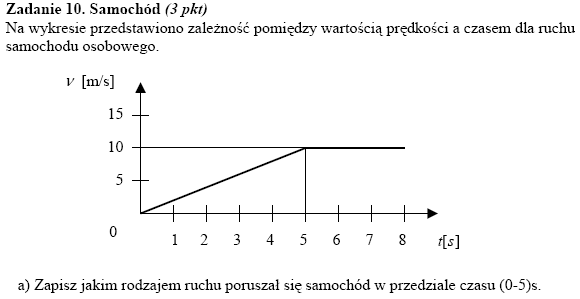 Zadanie 10. Samochód (3 pkt)
Na wykresie przedstawiono zależność pomiędzy wartością prędkości a czasem dla ruchu
samochodu osobowego.
v [m/s]
15
10
5
0
1 2 3 4 5 6 7 8 t[s]
a) Zapisz jakim rodzajem ruchu poruszał się samochód w przedziale czasu (0-5)s.